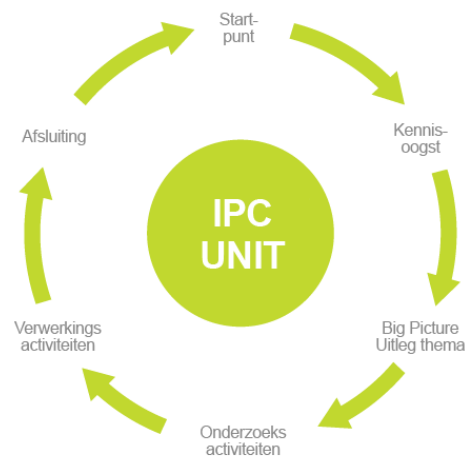 Start-
punt
Kennis-
oogst
Big Picture
Uitleg thema
Onderzoeks
activiteiten
Verwerkings
activiteiten
Afsluiting
IPC
UNIT